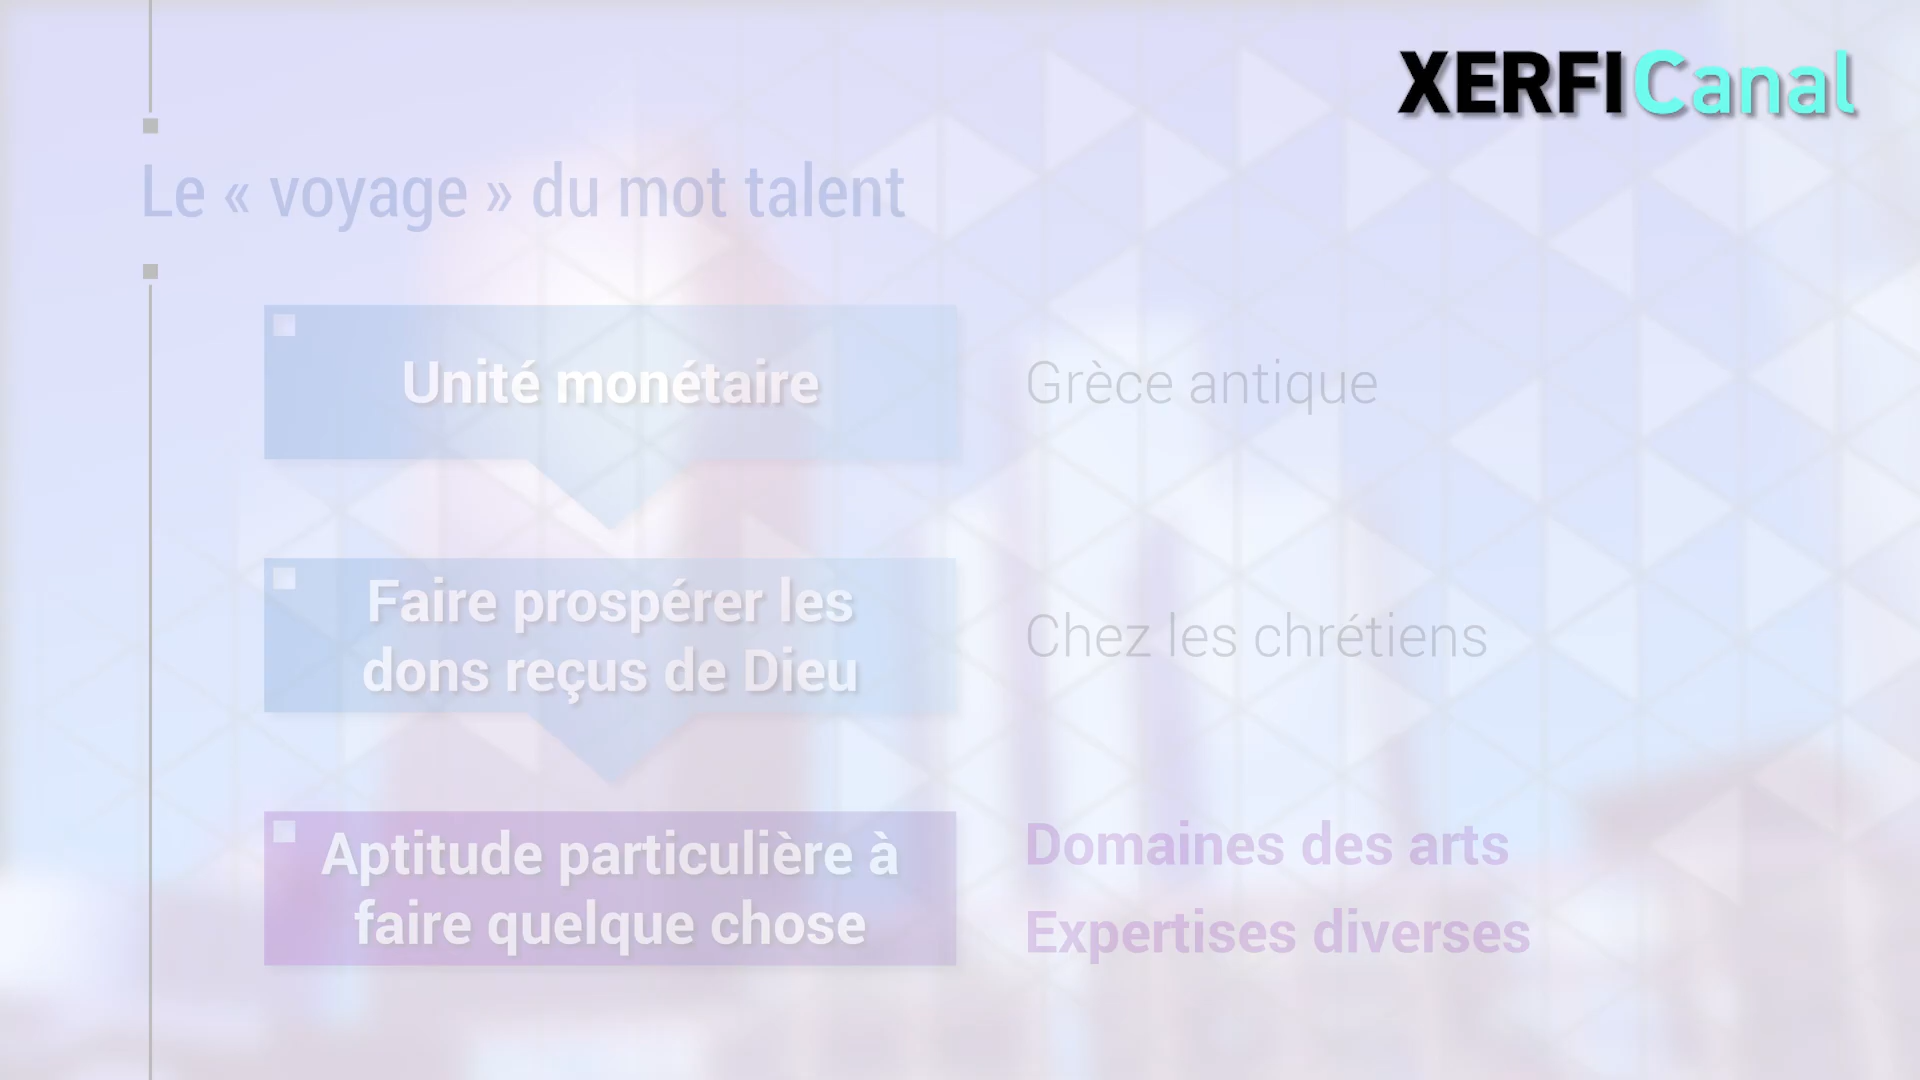 XERFICanal
Le « voyage » du mot talent
Unité monétaire
Grèce antique
Faire prospérer les
dons reçus de Dieu
Chez les chrétiens
Aptitude particulière à
faire quelque chose
Domaines des arts
Expertises diverses